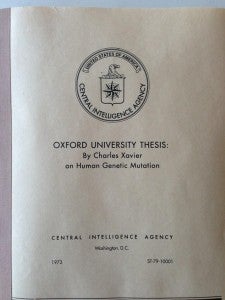 UNITED STATES OF AMERICA
CENTRAL INTELLIGENCE AGENCY
OXFORD UNIVERSITY THESIS:
By Charles Xavier
on Human Genetic Mutation
CENTRAL INTELLIGENCE AGENCY
Washington, D.C.
1973 ST-79-10001